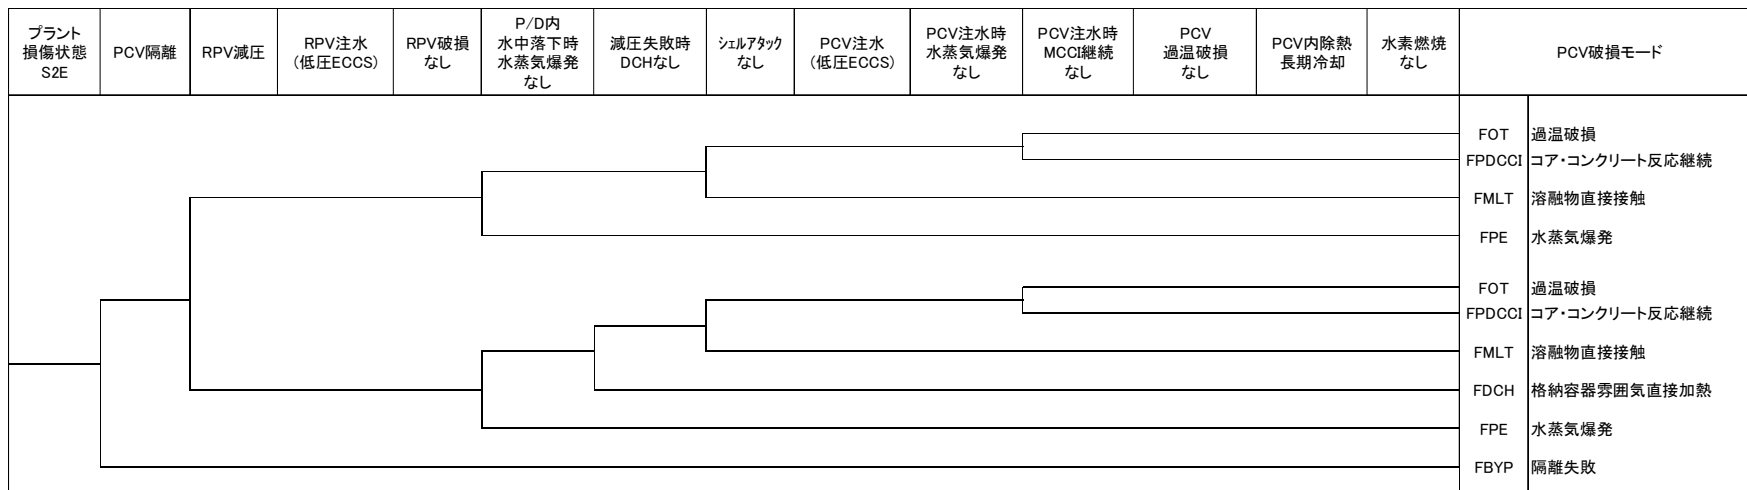 プラント
損傷状態
S2E
PCV隔離
RPV減圧
RPV注水
(低圧ECCS)
RPV破損
なし
P/D内
水中落下時
水蒸気爆発
なし
減圧失敗時
DCHなし
ｼｪﾙｱﾀｯｸ
なし
PCV注水
(低圧ECCS)
PCV注水時
水蒸気爆発
なし
PCV注水時
MCCI継続
なし
PCV
過温破損
なし
PCV内除熱
長期冷却
水素燃焼
なし
PCV破損モード
FOT 過温破損
FPDCCI コア・コンクリート反応継続
FMLT 溶融物直接接触
FPE 水蒸気爆発
FOT 過温破損
FPDCCI コア・コンクリート反応継続
FMLT 溶融物直接接触
FDCH 格納容器雰囲気直接加熱
FPE 水蒸気爆発
FBYP 隔離失敗